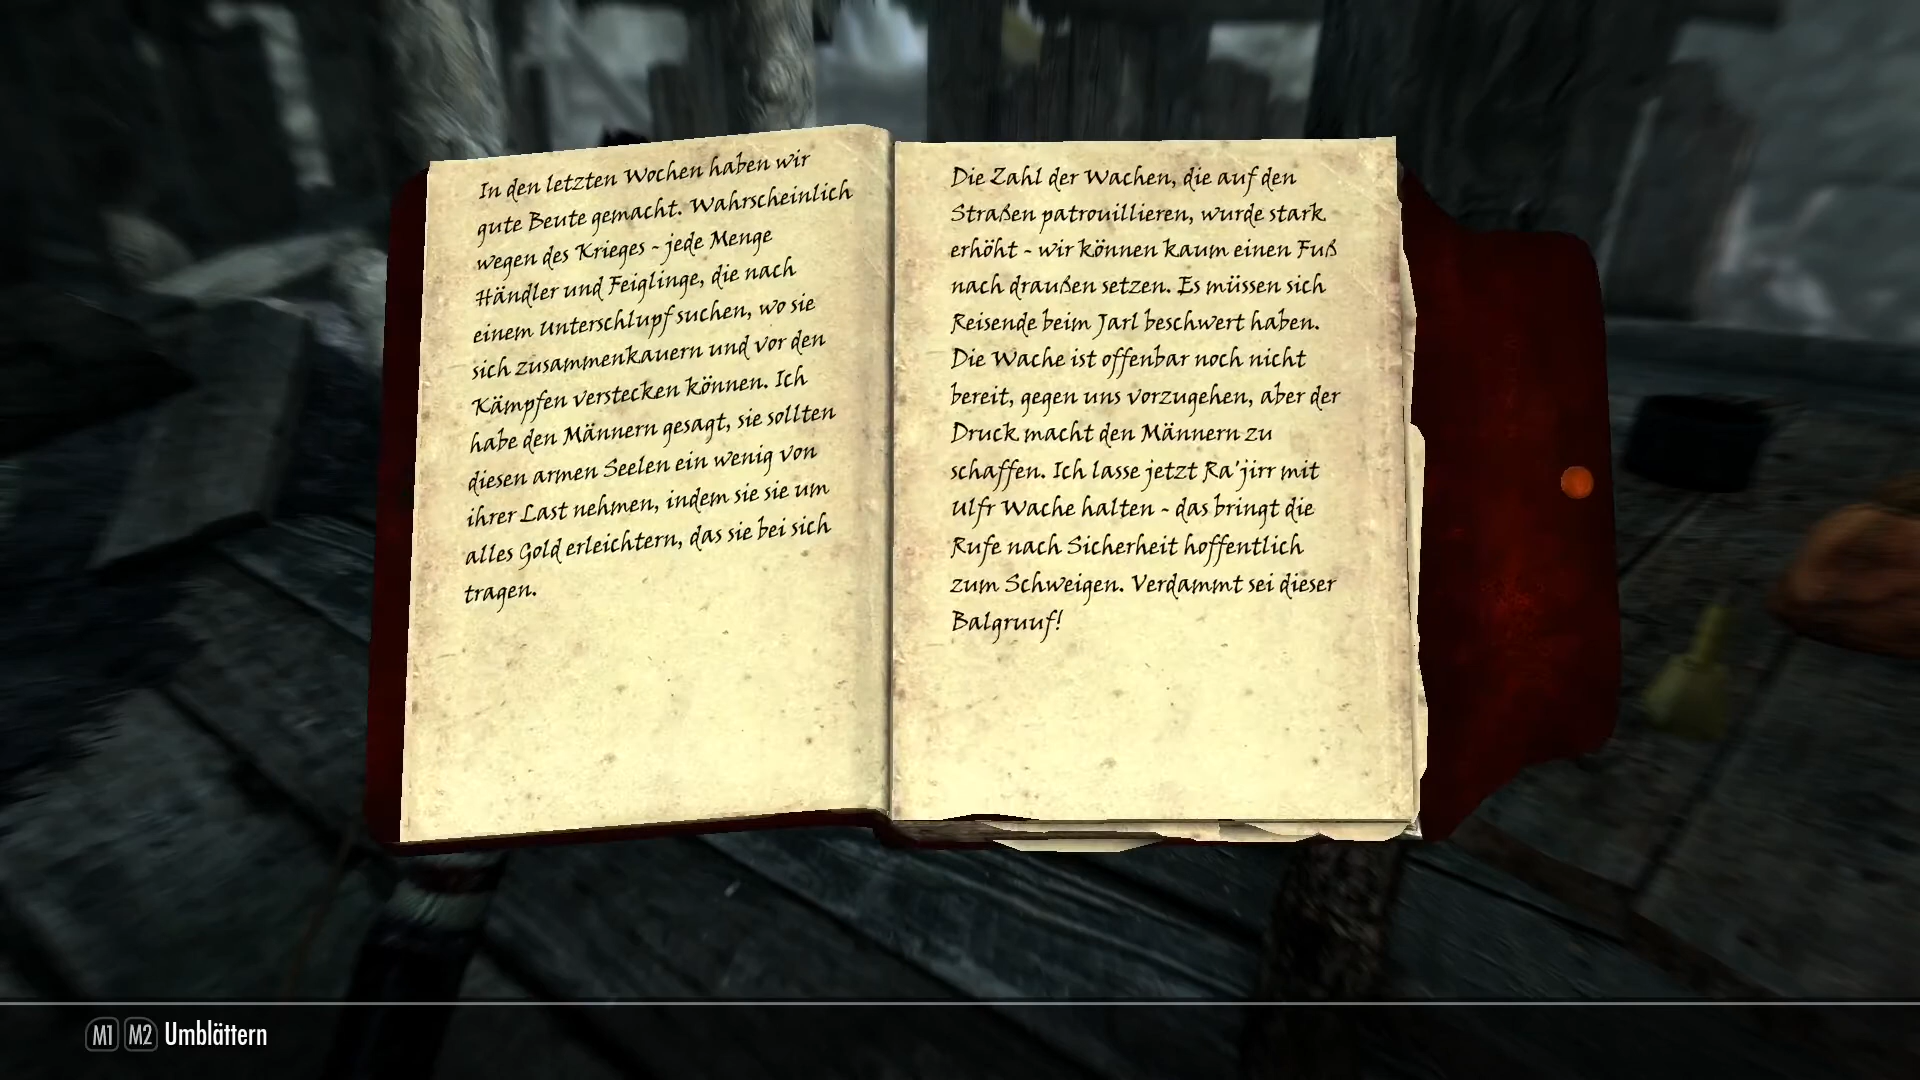 In den letzten Wochen haben wir
gute Beute gemacht. Wahrscheinlich
wegen des Krieges - jede Menge
Händler und Feiglinge, die nach
einem Unterschlupf suchen, wo sie
sich zusammenkauern und vor den
Kämpfen verstecken können. Ich
habe den Männern gesagt, sie sollten
diesen armen Seelen ein wenig von
ihrer Last nehmen, indem sie sie um
alles Gold erleichtern, das sie bei sich
tragen.
Die Zahl der Wachen, die auf den
Straßen patrouillieren, wurde stark
erhöht - wir können kaum einen Fuß
nach draußen setzen. Es müssen sich
Reisende beim Jarl beschwert haben.
Die Wache ist offenbar noch nicht
bereit, gegen uns vorzugehen, aber der
Druck macht den Männern zu
schaffen. Ich lasse jetzt Ra'jirr mit
Ulfr Wache halten - das bringt die
Rufe nach Sicherheit hoffentlich
zum Schweigen. Verdammt sei dieser
Balgruuf!
M1 M2 Umblättern